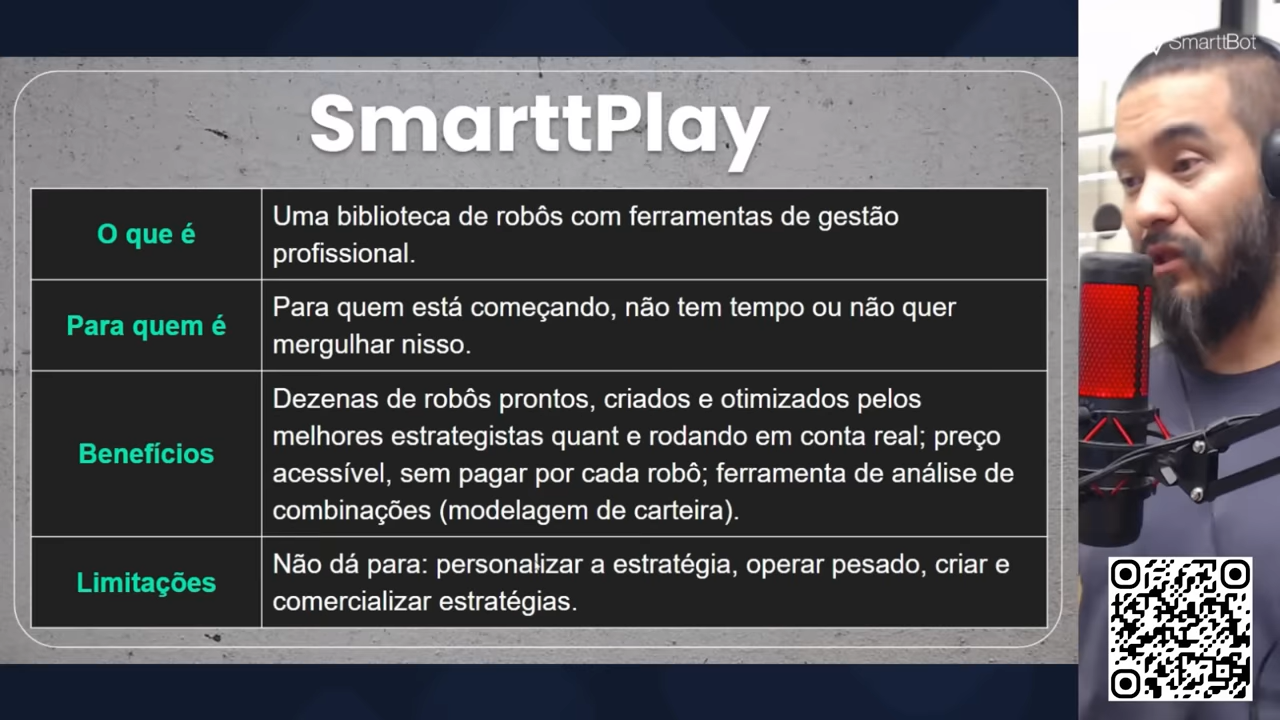 SmarttBot
SmarttPlay
O que é
Uma biblioteca de robôs com ferramentas de gestão
profissional.
Para quem é
Para quem está começando, não tem tempo ou não quer
mergulhar nisso.
Benefícios
Dezenas de robôs prontos, criados e otimizados pelos
melhores estrategistas quant e rodando em conta real; preço
acessível, sem pagar por cada robô; ferramenta de análise de
combinações (modelagem de carteira).
Limitações
Não dá para: personalizar a estratégia, operar pesado, criar e
comercializar estratégias.